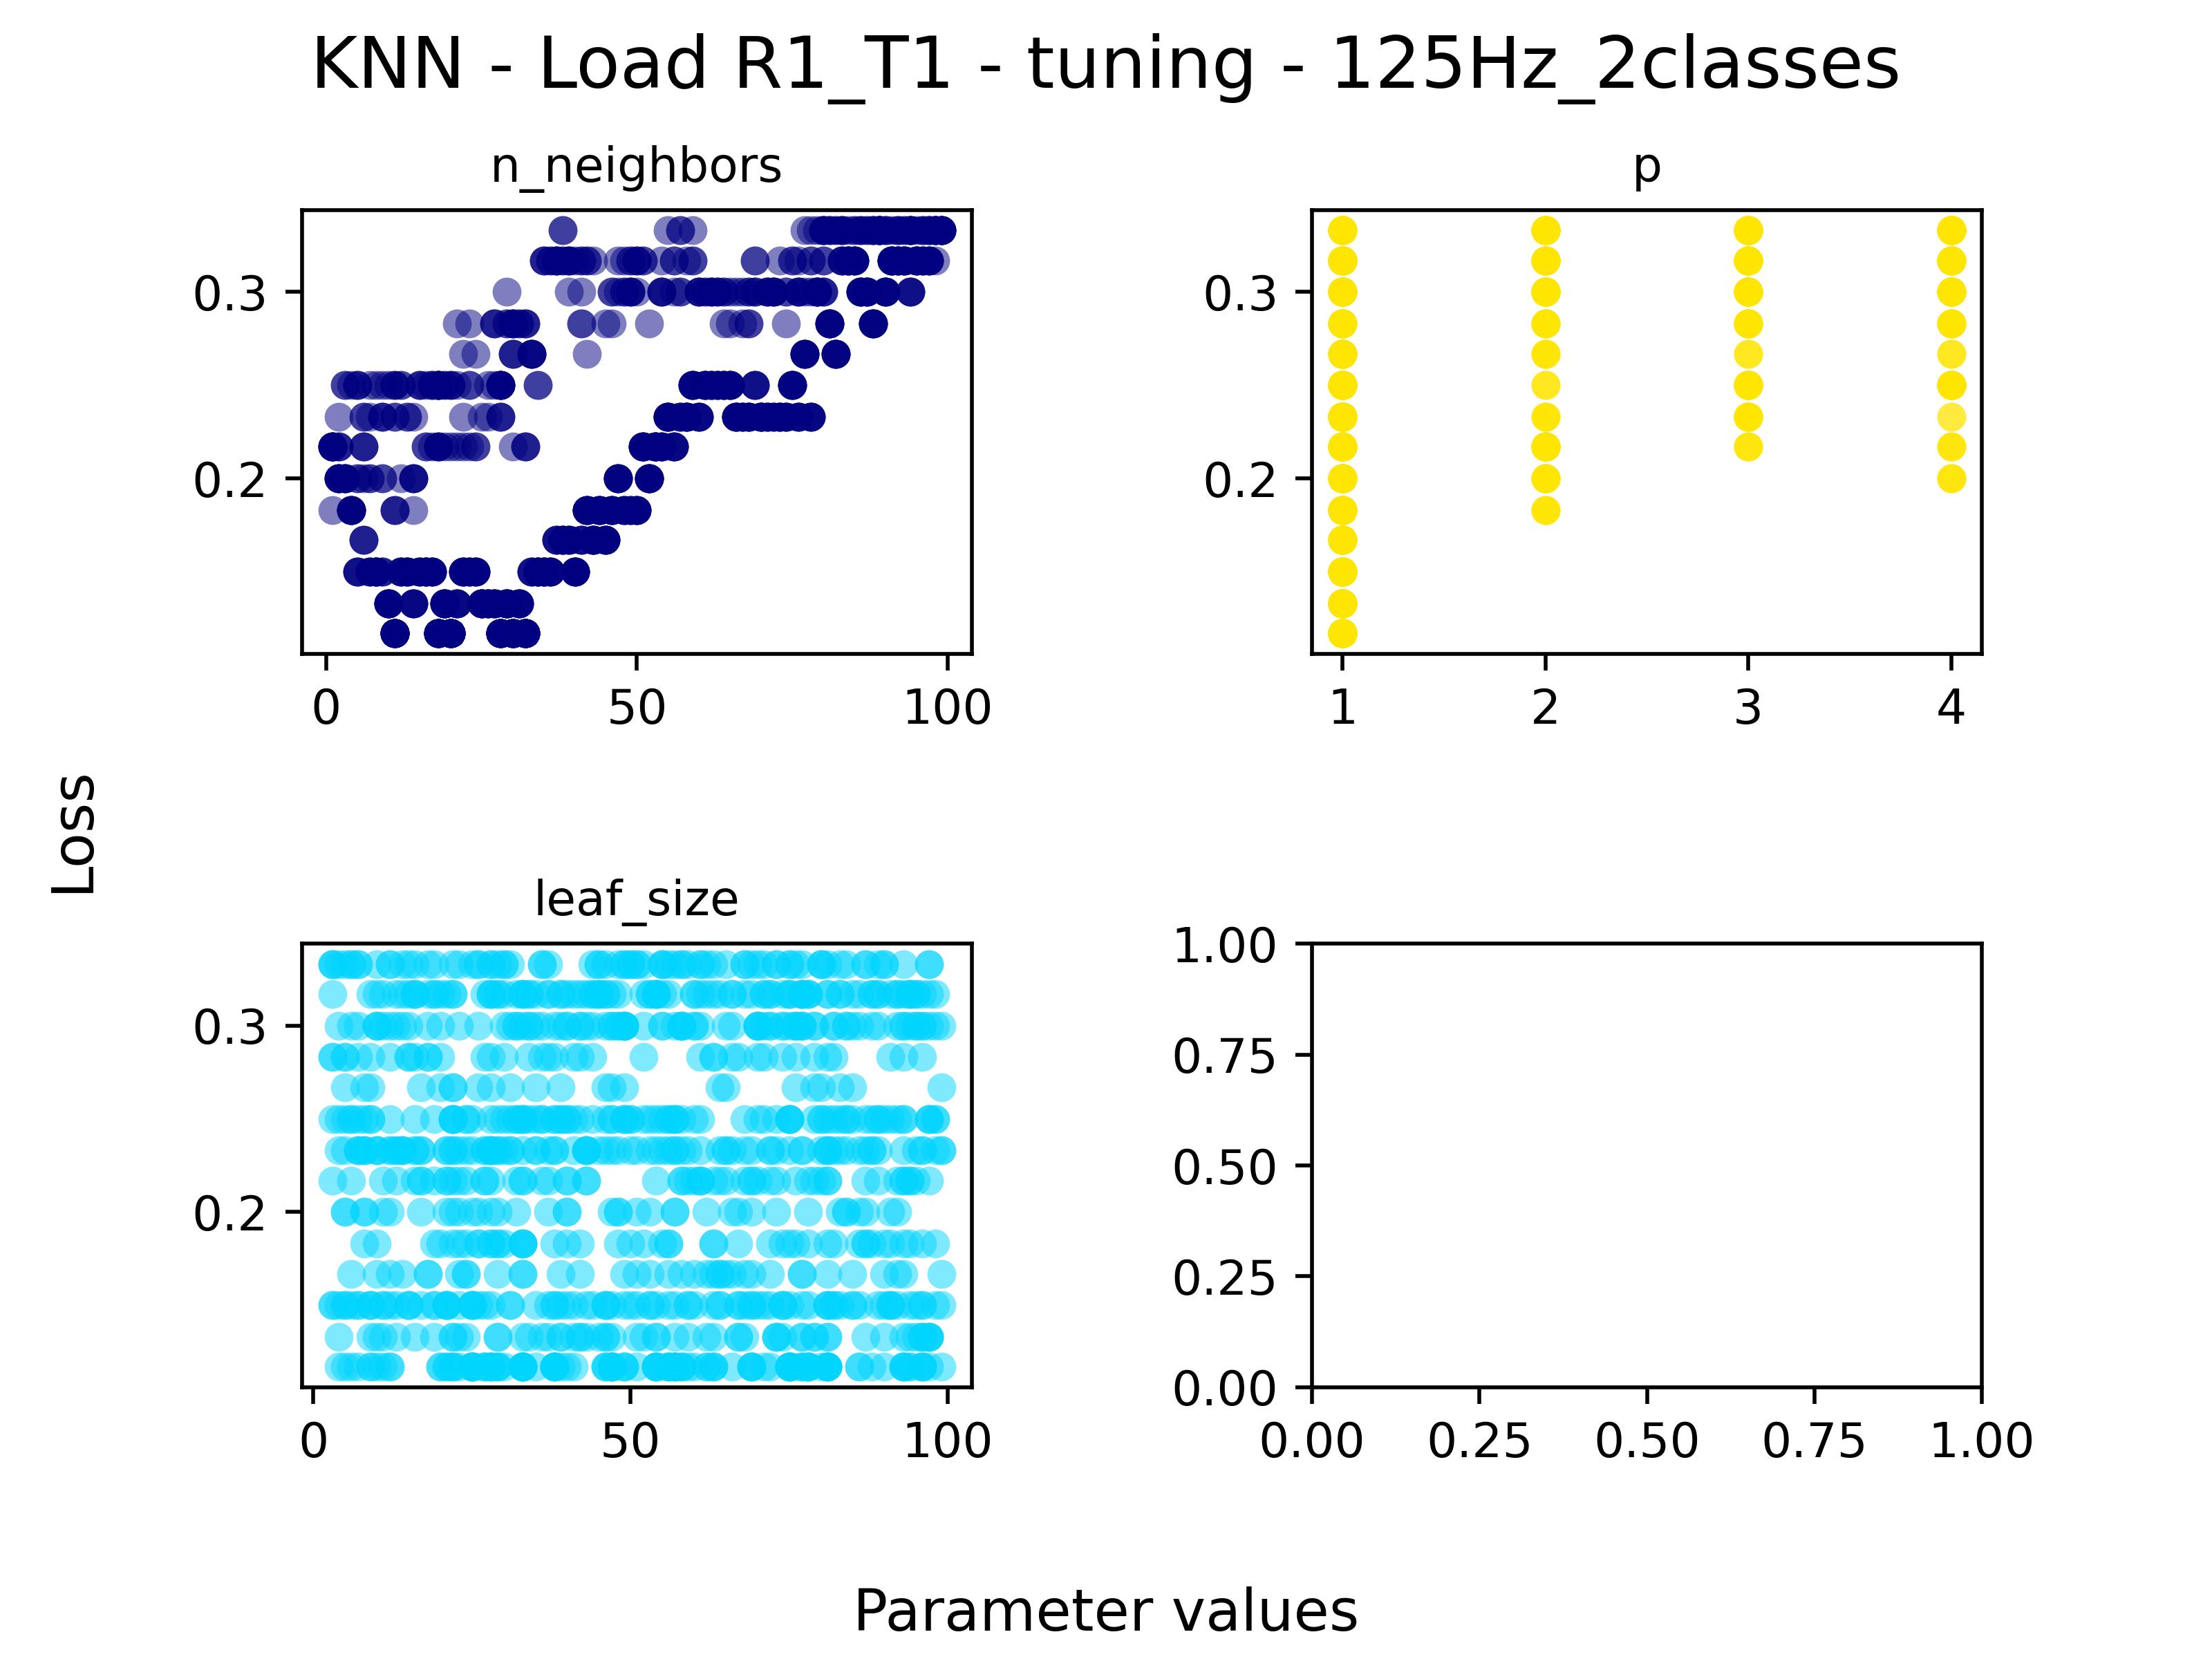 KNN - Load R1_T1 - tuning - 125Hz_2classes
n_neighbors
0.3
0.2
0 50 100
p
0.3
0.2
1 2 3 4
Loss
leaf_size
0.3
0.2
0 50 100
1.00
0.75
0.50
0.25
0.00
0.00 0.25 0.50 0.75 1.00
Parameter values